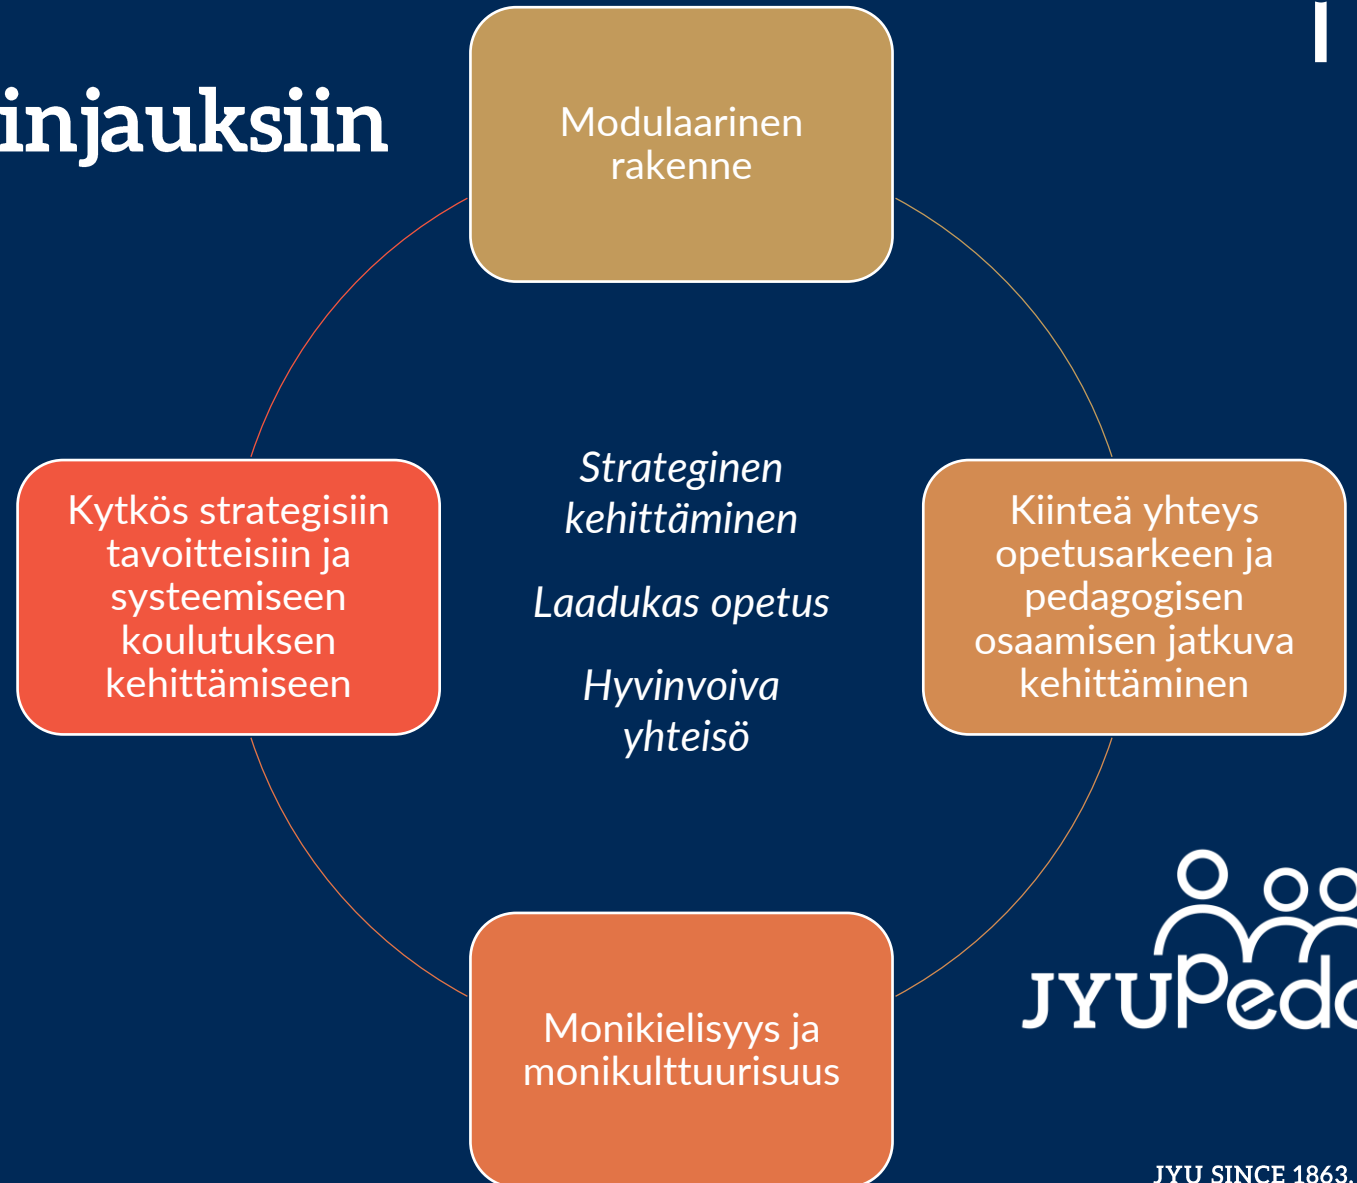 injauksiin
Modulaarinen
rakenne
Kytkös strategisiin
tavoitteisiin ja
systeemiseen
koulutuksen
kehittämiseen
Strateginen
kehittäminen
Laadukas opetus
Hyvinvoiva
yhteisö
Kiinteä yhteys
opetusarkeen ja
pedagogisen
osaamisen jatkuva
kehittäminen
Monikielisyys ja
monikulttuurisuus
JYUPeda
JYU SINCE 1863.